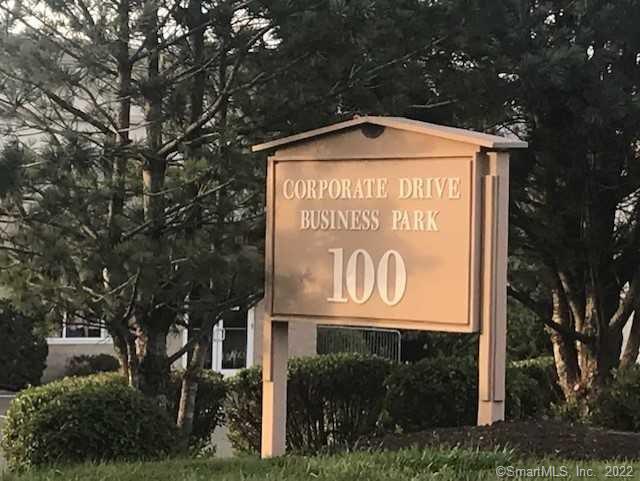 CORPORATE DRIVE
BUSINESS PARK
100
©SmartMLS, Inc. 2022